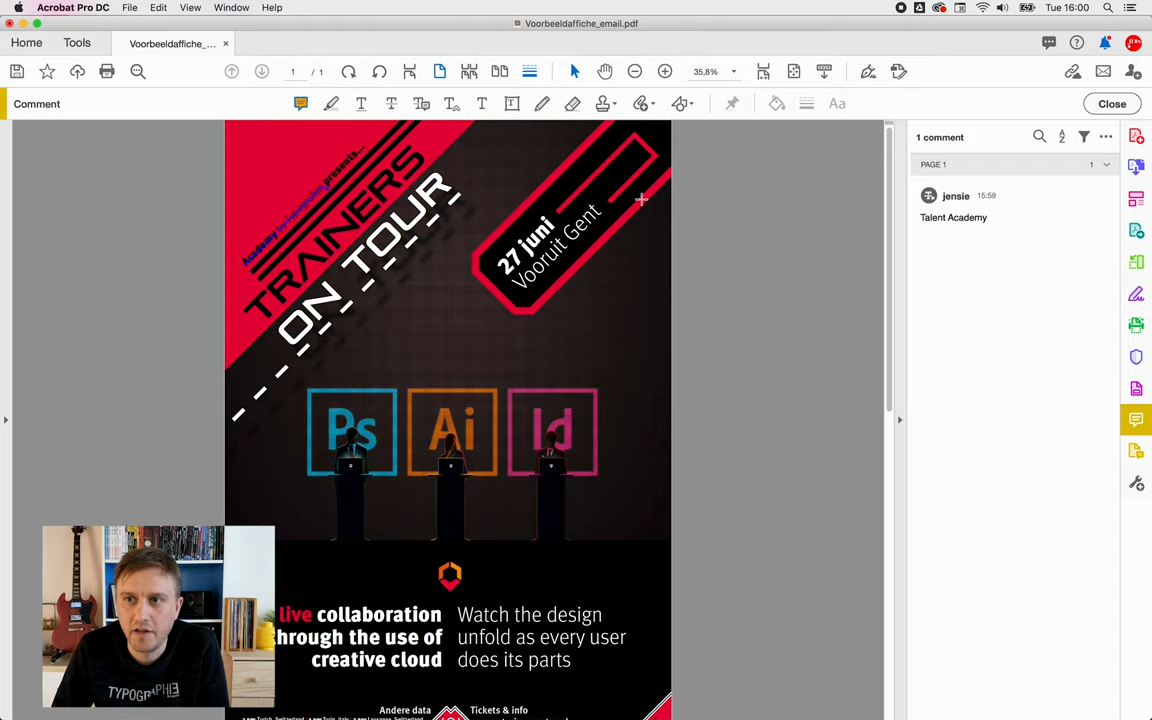 Acrobat Pro DC File Edit View Window Help Tue 16:00
Voorbeeldaffiche_email.pdf
Home Tools Voorbeeldaffiche_... ×
1 / 1 35,8%
Comment Close
1 comment
PAGE 1 1
jensie 15:59
Talent Academy
Academy by Typographie presents...
TRAINERS
ON TOUR
27 juni
Vooruit Gent
Ps Ai Id
live collaboration
through the use of
creative cloud
Watch the design
unfold as every user
does its parts
Andere data
Tickets & info
TYPOGRAPHIE